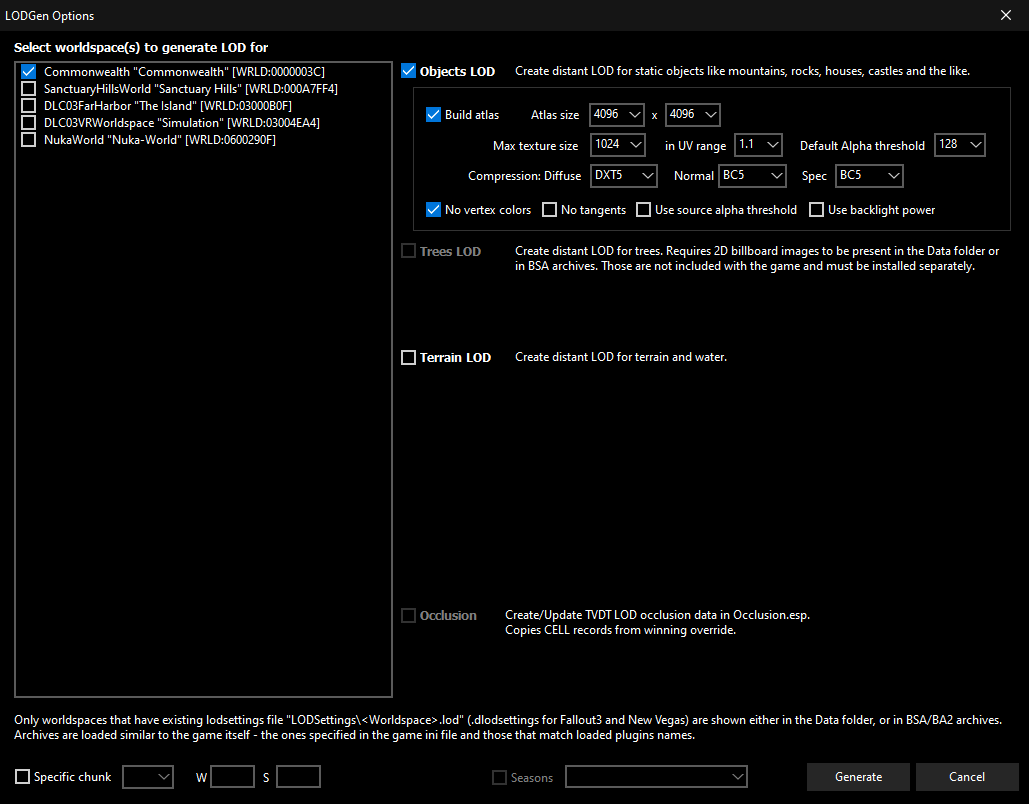 LODGen Options
Select worldspace(s) to generate LOD for
Commonwealth "Commonwealth" [WRLD:0000003C]
SanctuaryHillsWorld "Sanctuary Hills" [WRLD:000A7FF4]
DLC03FarHarbor "The Island" [WRLD:03000B0F]
DLC03VRWorldspace "Simulation" [WRLD:03004EA4]
NukaWorld "Nuka-World" [WRLD:0600290F]
Objects LOD Create distant LOD for static objects like mountains, rocks, houses, castles and the like.
Build atlas Atlas size 4096 x 4096
Max texture size 1024 in UV range 1.1 Default Alpha threshold 128
Compression: Diffuse DXT5 Normal BC5 Spec BC5
No vertex colors No tangents Use source alpha threshold Use backlight power
Trees LOD Create distant LOD for trees. Requires 2D billboard images to be present in the Data folder or
in BSA archives. Those are not included with the game and must be installed separately.
Terrain LOD Create distant LOD for terrain and water.
Occlusion Create/Update TVDT LOD occlusion data in Occlusion.esp.
Copies CELL records from winning override.
Only worldspaces that have existing lodsettings file "LODSettings\<Worldspace>.lod" (.dlodsettings for Fallout3 and New Vegas) are shown either in the Data folder, or in BSA/BA2 archives.
Archives are loaded similar to the game itself - the ones specified in the game ini file and those that match loaded plugins names.
Specific chunk W S Seasons Generate Cancel